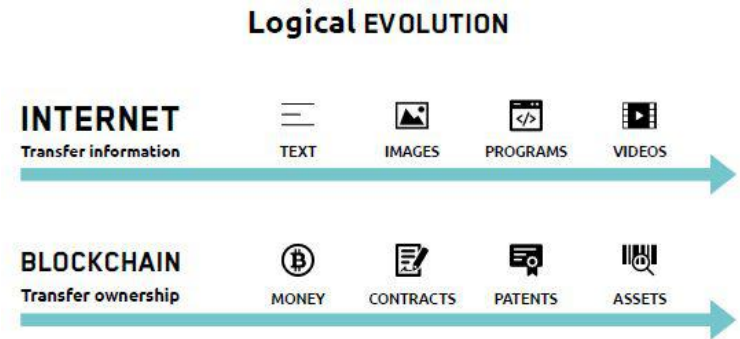 Logical EVOLUTION
INTERNET
Transfer information
TEXT IMAGES PROGRAMS VIDEOS
BLOCKCHAIN
Transfer ownership
MONEY CONTRACTS PATENTS ASSETS